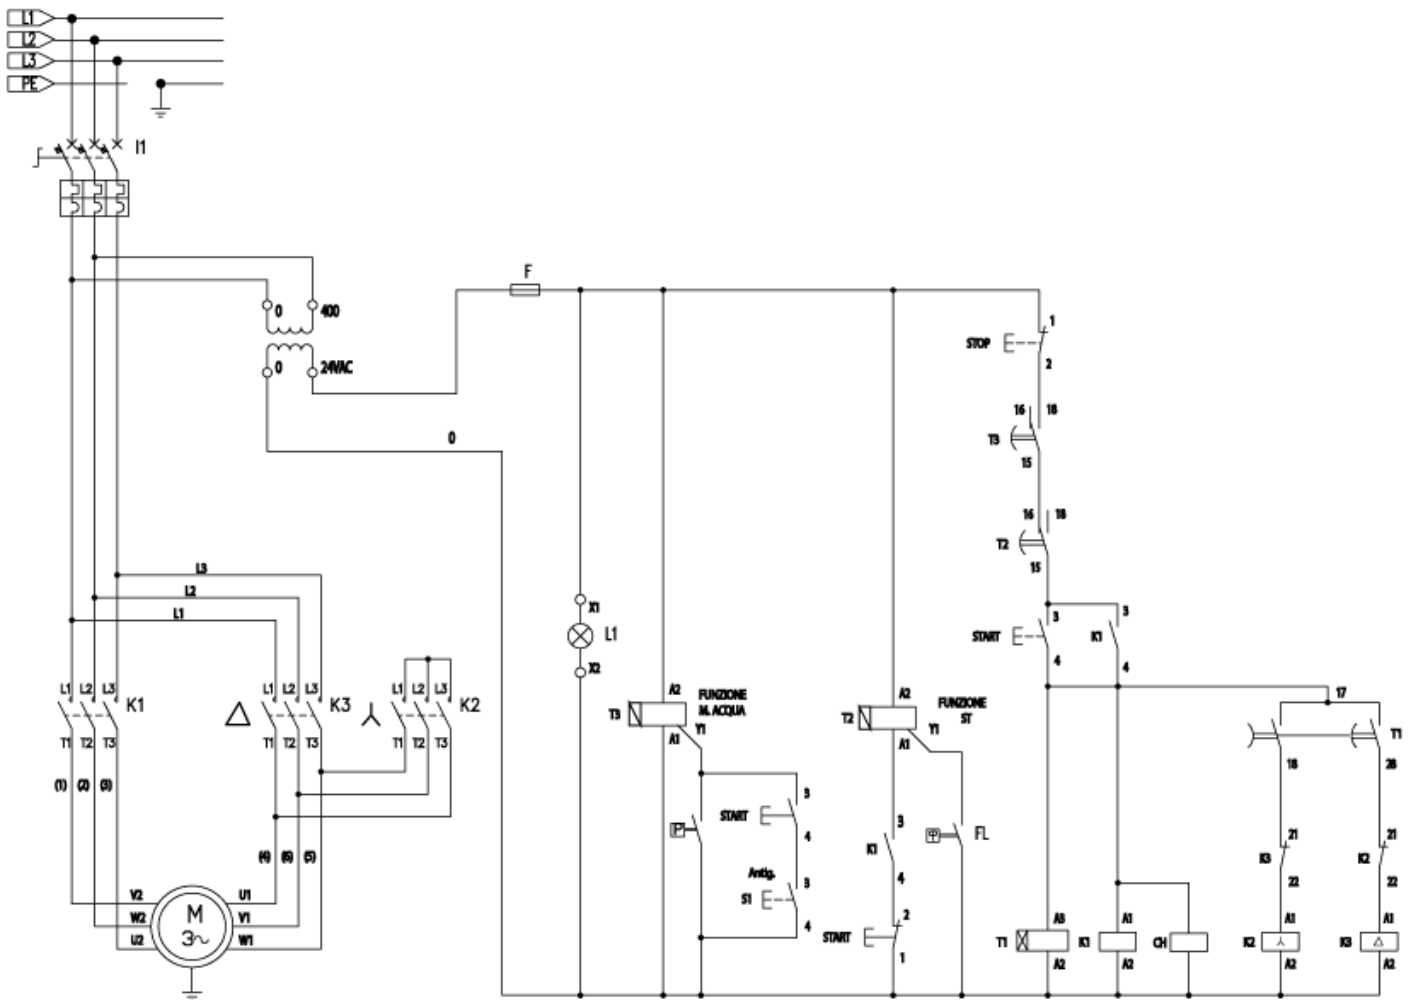 L1
L2
L3
PE
I1
F
0 400
0 24VAC
0
STOP
1
2
16 18
T3
15
16 18
T2
15
L3
L2
L1
X1
L1
X2
START
3
4
K1
3
4
L1 L2 L3 K1
T1 T2 T3
L1 L2 L3 K3
T1 T2 T3
L1 L2 L3 K2
T1 T2 T3
(1) (2) (3)
(4) (6) (5)
A2
T3
A1
Y1
FUNZIONE
M. ACQUA
A2
T2
A1
Y1
FUNZIONE
ST
17
T1
18
28
P
START
3
4
Antig.
S1
3
4
K1
3
4
FL
START
2
1
K3
21
22
K2
21
22
V2
W2
U2
M
3~
U1
V1
W1
T1
A3
A2
K1
A1
A2
CH
K2
A1
A2
K3
A1
A2